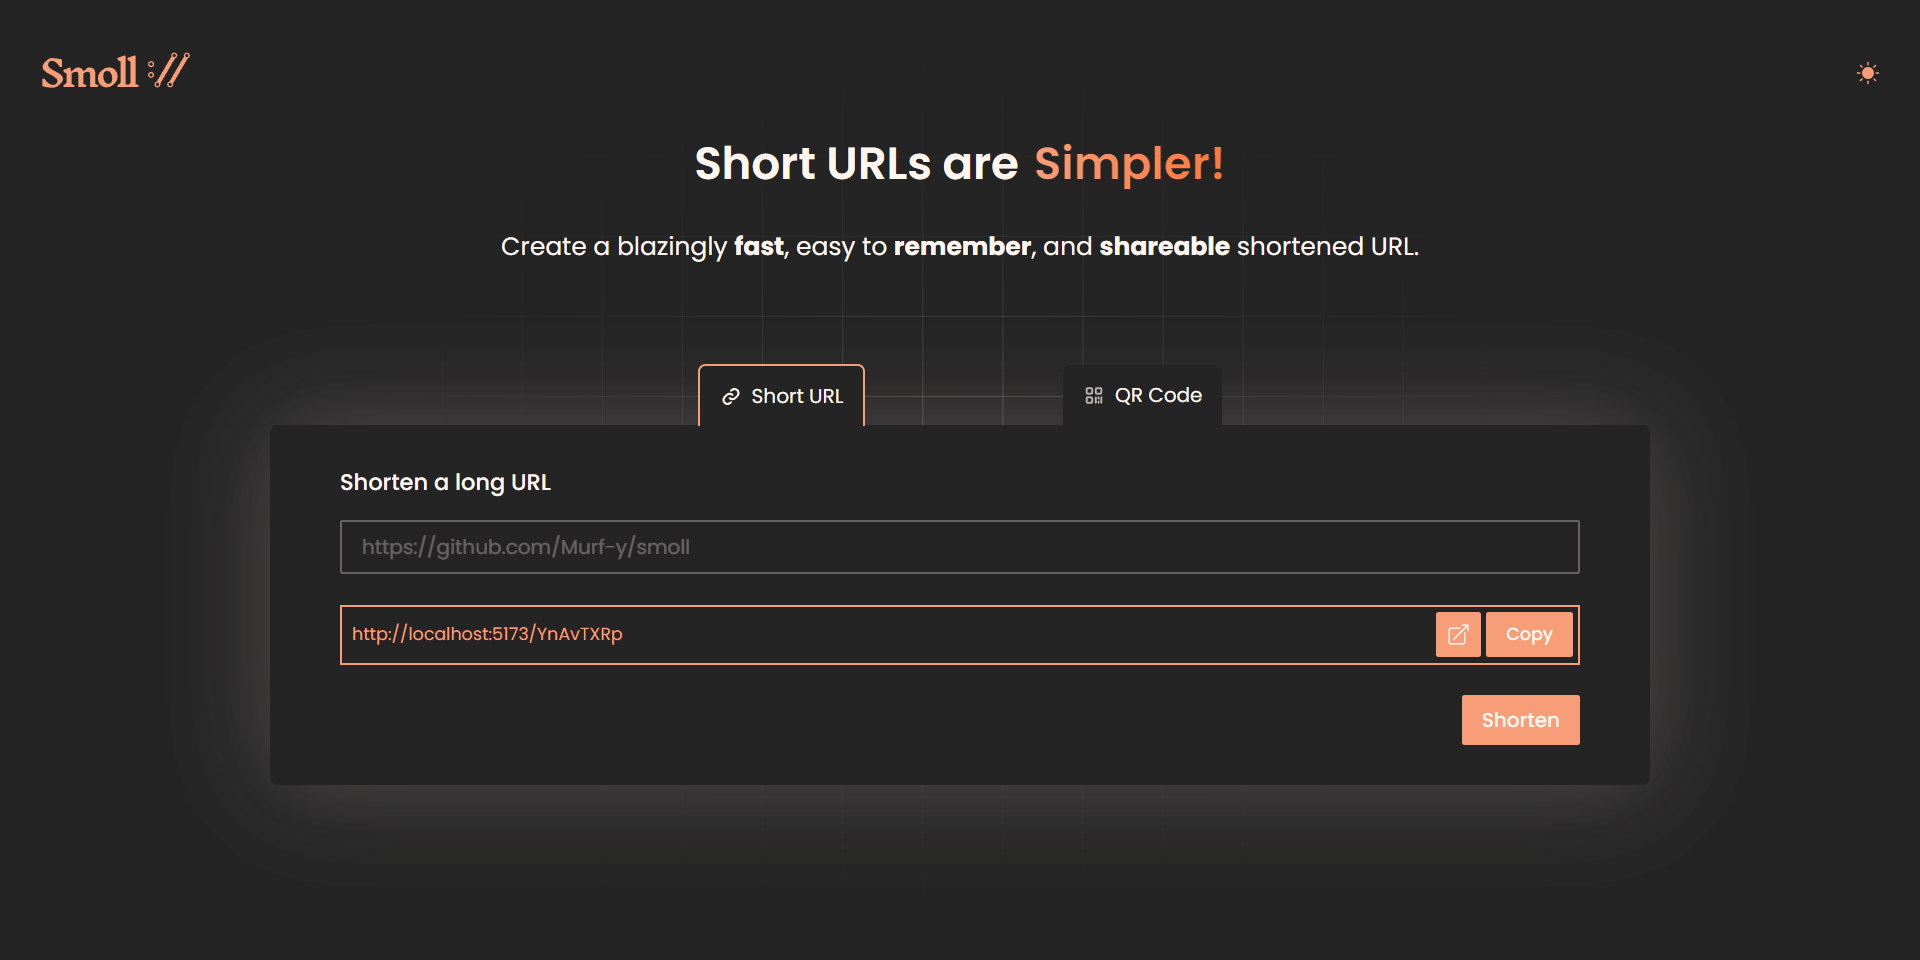 Smoll ://
Short URLs are Simpler!
Create a blazingly fast, easy to remember, and shareable shortened URL.
Short URL
QR Code
Shorten a long URL
https://github.com/Murf-y/smoll
http://localhost:5173/YnAvTXRp
Copy
Shorten